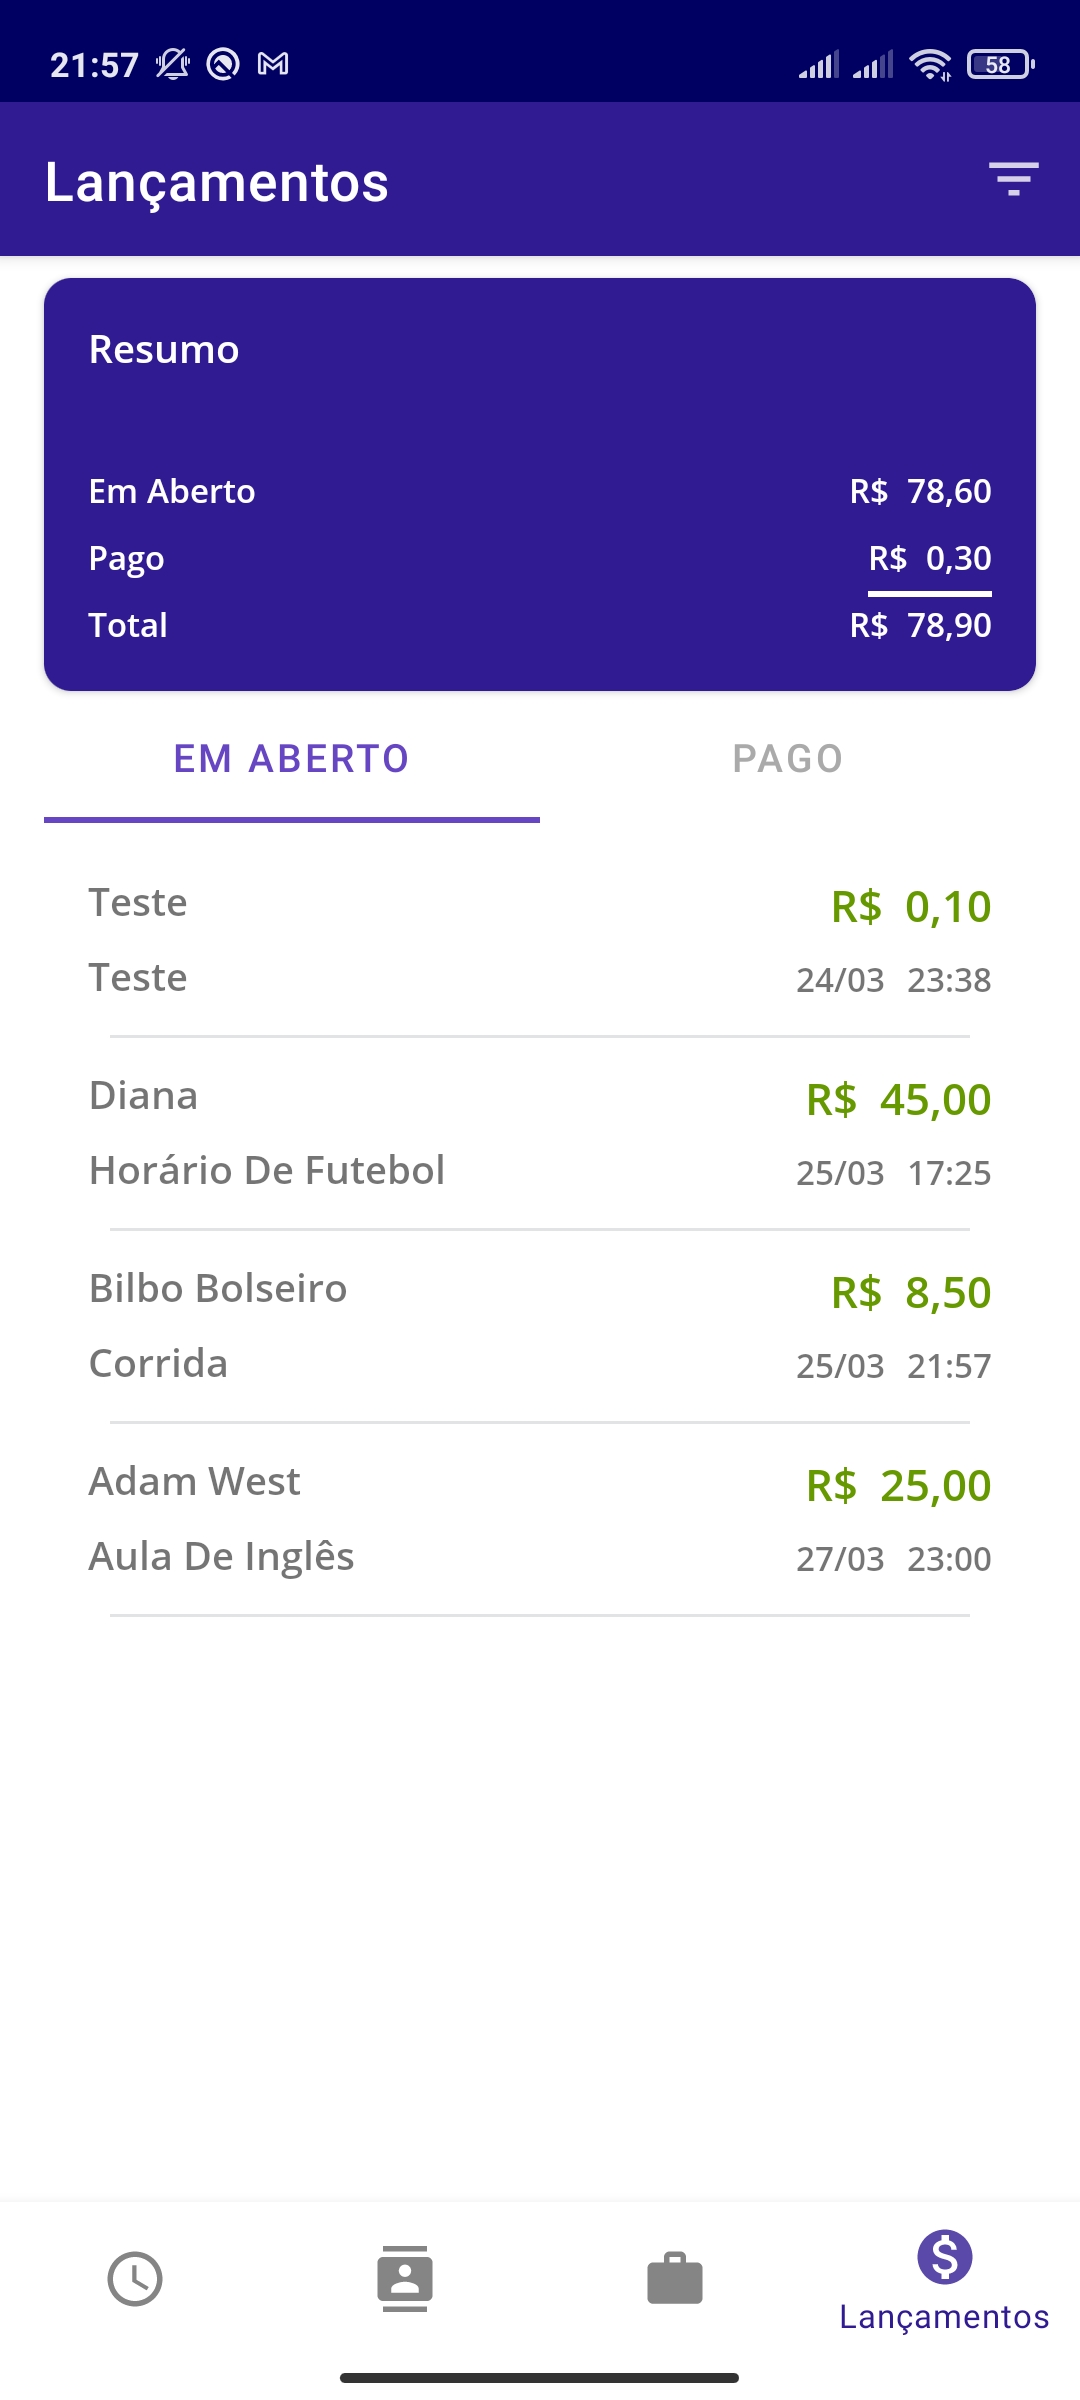 21:57 58
Lançamentos
Resumo
Em Aberto R$ 78,60
Pago R$ 0,30
Total R$ 78,90
EM ABERTO PAGO
Teste R$ 0,10
Teste 24/03 23:38
Diana R$ 45,00
Horário De Futebol 25/03 17:25
Bilbo Bolseiro R$ 8,50
Corrida 25/03 21:57
Adam West R$ 25,00
Aula De Inglês 27/03 23:00
Lançamentos